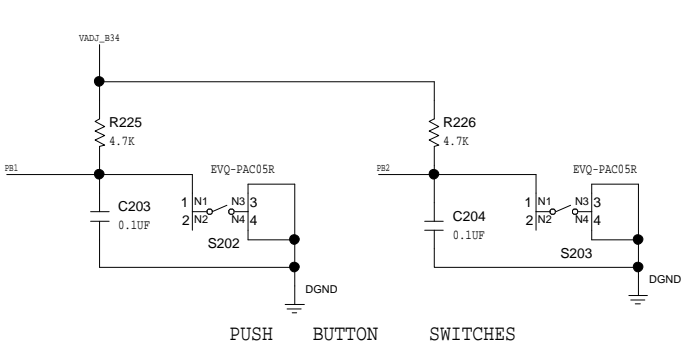 VADJ_B34
R225
4.7K
R226
4.7K
PB1
EVQ-PAC05R
PB2
EVQ-PAC05R
C203
0.1UF
1 N1 N3 3
2 N2 N4 4
S202
C204
0.1UF
1 N1 N3 3
2 N2 N4 4
S203
DGND
DGND
PUSH BUTTON SWITCHES